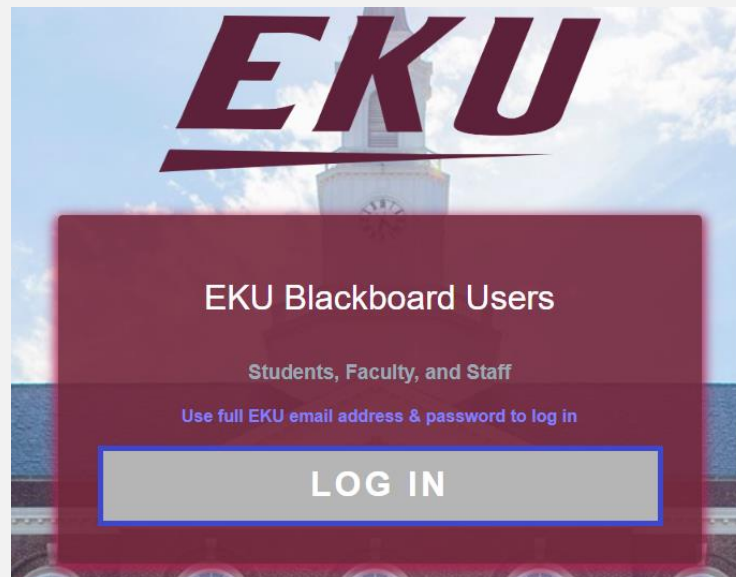 EKU
EKU Blackboard Users
Students, Faculty, and Staff
Use full EKU email address & password to log in
LOG IN